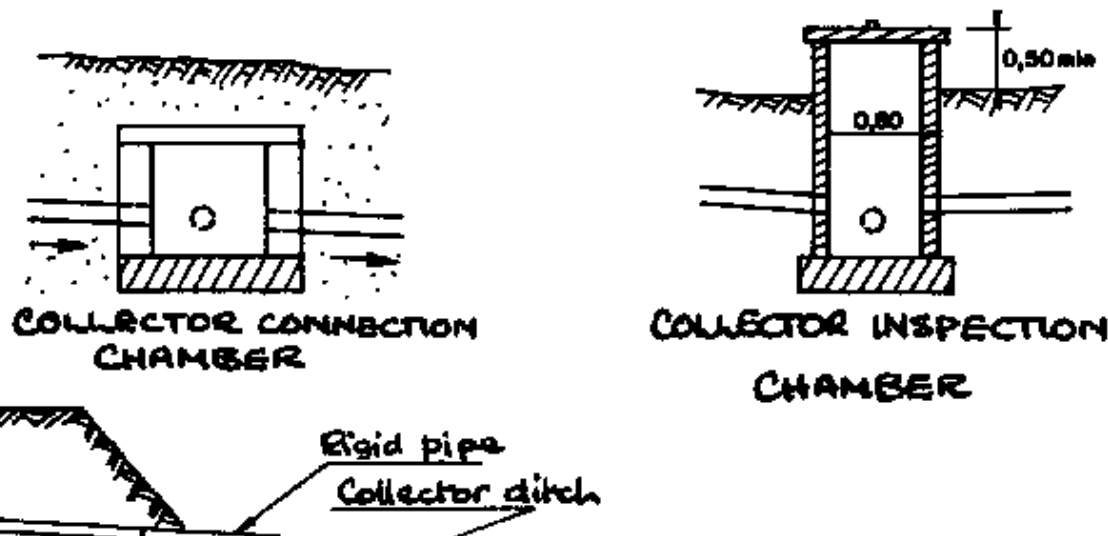 0,50 min
0,80
COLLECTOR CONNECTION
CHAMBER
COLLECTOR INSPECTION
CHAMBER
Rigid pipe
Collector ditch